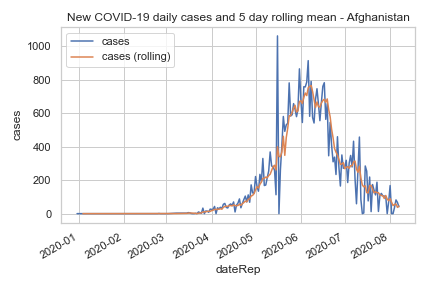 New COVID-19 daily cases and 5 day rolling mean - Afghanistan
cases
cases (rolling)
1000
800
600
400
200
0
cases
2020-01
2020-02
2020-03
2020-04
2020-05
2020-06
2020-07
2020-08
dateRep